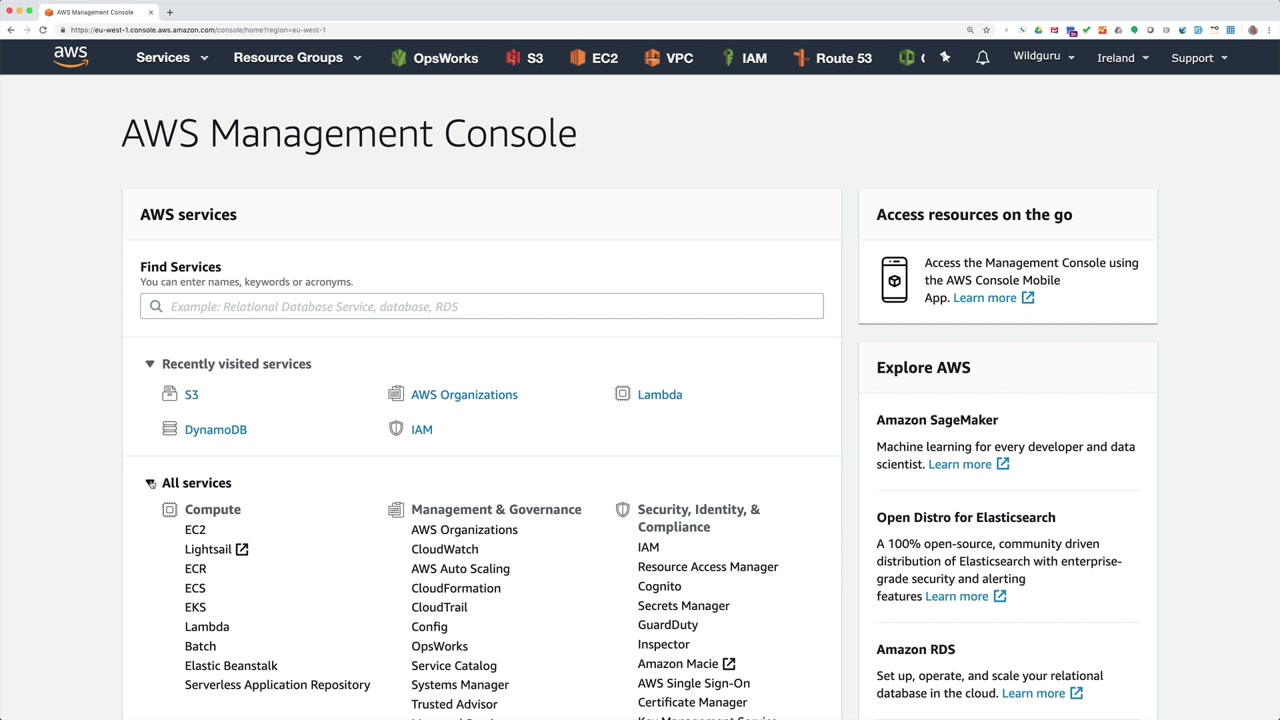 AWS Management Console
https://eu-west-1.console.aws.amazon.com/console/home?region=eu-west-1
aws Services Resource Groups OpsWorks S3 EC2 VPC IAM Route 53 Wildguru Ireland Support
AWS Management Console
AWS services
Find Services
You can enter names, keywords or acronyms.
Example: Relational Database Service, database, RDS
Recently visited services
S3
AWS Organizations
Lambda
DynamoDB
IAM
All services
Compute
EC2
Lightsail
ECR
ECS
EKS
Lambda
Batch
Elastic Beanstalk
Serverless Application Repository
Management & Governance
AWS Organizations
CloudWatch
AWS Auto Scaling
CloudFormation
CloudTrail
Config
OpsWorks
Service Catalog
Systems Manager
Trusted Advisor
Security, Identity, &
Compliance
IAM
Resource Access Manager
Cognito
Secrets Manager
GuardDuty
Inspector
Amazon Macie
AWS Single Sign-On
Certificate Manager
Access resources on the go
Access the Management Console using
the AWS Console Mobile
App. Learn more
Explore AWS
Amazon SageMaker
Machine learning for every developer and data
scientist. Learn more
Open Distro for Elasticsearch
A 100% open-source, community driven
distribution of Elasticsearch with enterprise-
grade security and alerting
features Learn more
Amazon RDS
Set up, operate, and scale your relational
database in the cloud. Learn more